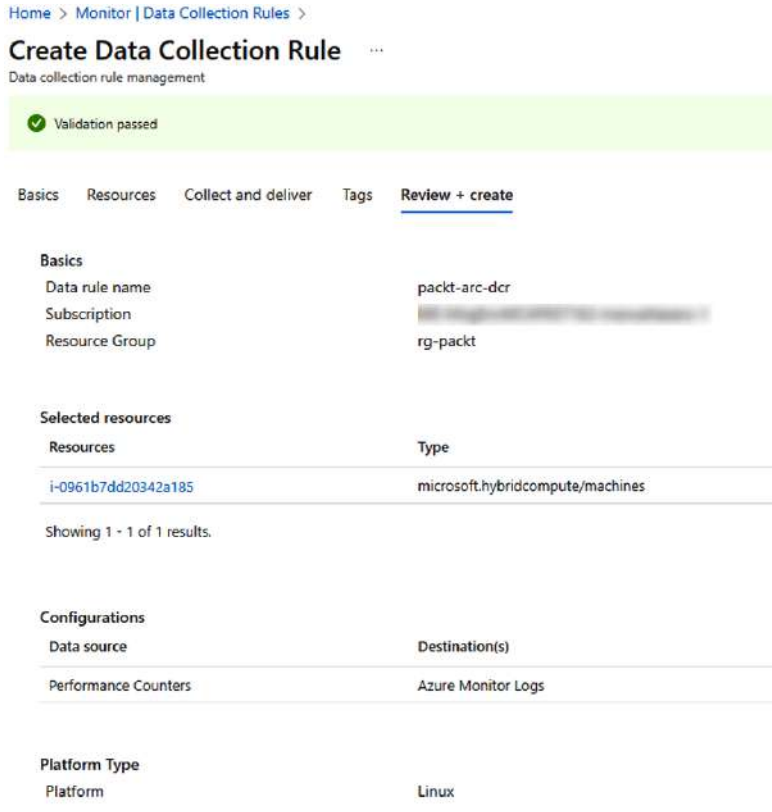 Home > Monitor | Data Collection Rules >
Create Data Collection Rule ...
Data collection rule management
Validation passed
Basics Resources Collect and deliver Tags Review + create
Basics
Data rule name packt-arc-dcr
Subscription
Resource Group rg-packt
Selected resources
Resources Type
i-0961b7dd20342a185 microsoft.hybridcompute/machines
Showing 1 - 1 of 1 results.
Configurations
Data source Destination(s)
Performance Counters Azure Monitor Logs
Platform Type
Platform Linux